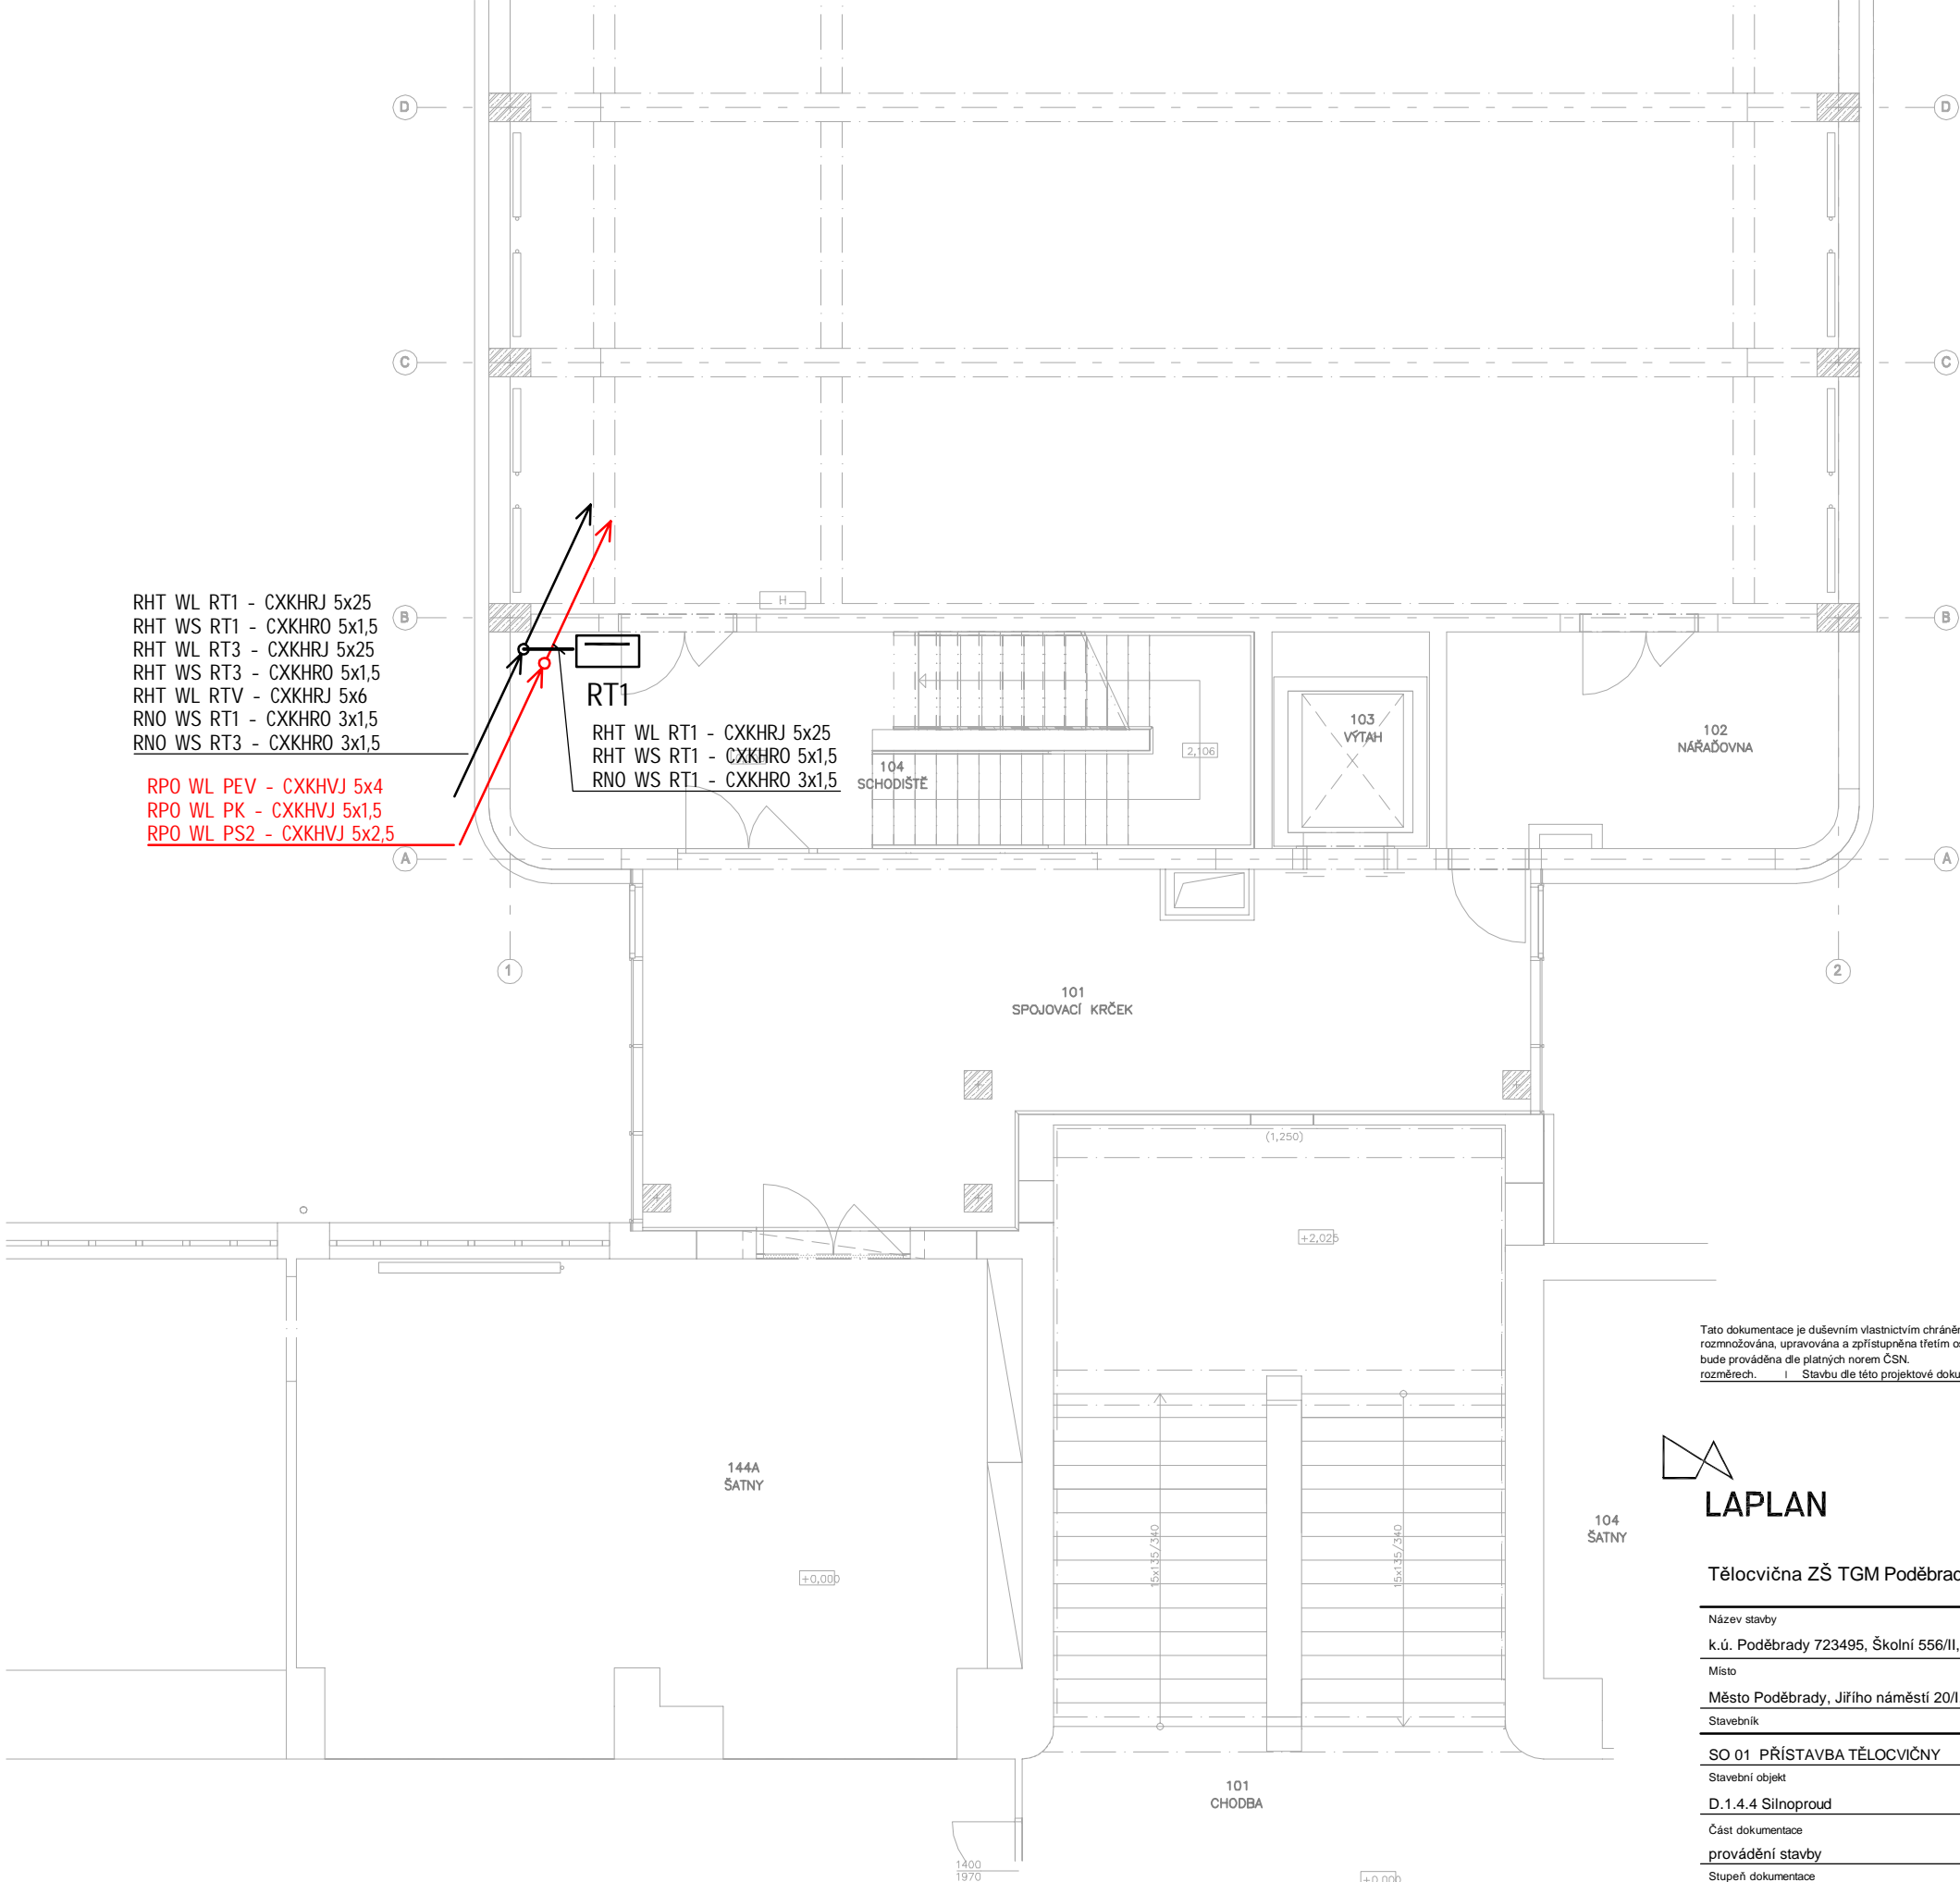 D
D
C
C
RHT WL RT1 - CXKHRJ 5x25
RHT WS RT1 - CXKHRO 5x1,5
RHT WL RT3 - CXKHRJ 5x25
RHT WS RT3 - CXKHRO 5x1,5
RHT WL RTV - CXKHRJ 5x6
RNO WS RT1 - CXKHRO 3x1,5
RNO WS RT3 - CXKHRO 3x1,5
B
H
B
RT1
RHT WL RT1 - CXKHRJ 5x25
RHT WS RT1 - CXKHRO 5x1,5
RNO WS RT1 - CXKHRO 3x1,5
104
SCHODIŠTĚ
2,106
103
VÝTAH
102
NÁŘAĎOVNA
RPO WL PEV - CXKHVJ 5x4
RPO WL PK - CXKHVJ 5x1,5
RPO WL PS2 - CXKHVJ 5x2,5
A
A
1
2
101
SPOJOVACÍ KRČEK
(1,250)
+2,025
Tato dokumentace je duševním vlastnictvím chráněn
rozmnožována, upravována a zpřístupněna třetím os
bude prováděna dle platných norem ČSN.
rozměrech. | Stavbu dle této projektové doku
144A
ŠATNY
+0,000
15x135/340
15x135/340
104
ŠATNY
LAPLAN
Tělocvična ZŠ TGM Poděbrad
Název stavby
k.ú. Poděbrady 723495, Školní 556/II,
Místo
Město Poděbrady, Jiřího náměstí 20/I
Stavebník
SO 01 PŘÍSTAVBA TĚLOCVIČNY
Stavební objekt
D.1.4.4 Silnoproud
Část dokumentace
provádění stavby
Stupeň dokumentace
101
CHODBA
1400
1970
+0,000